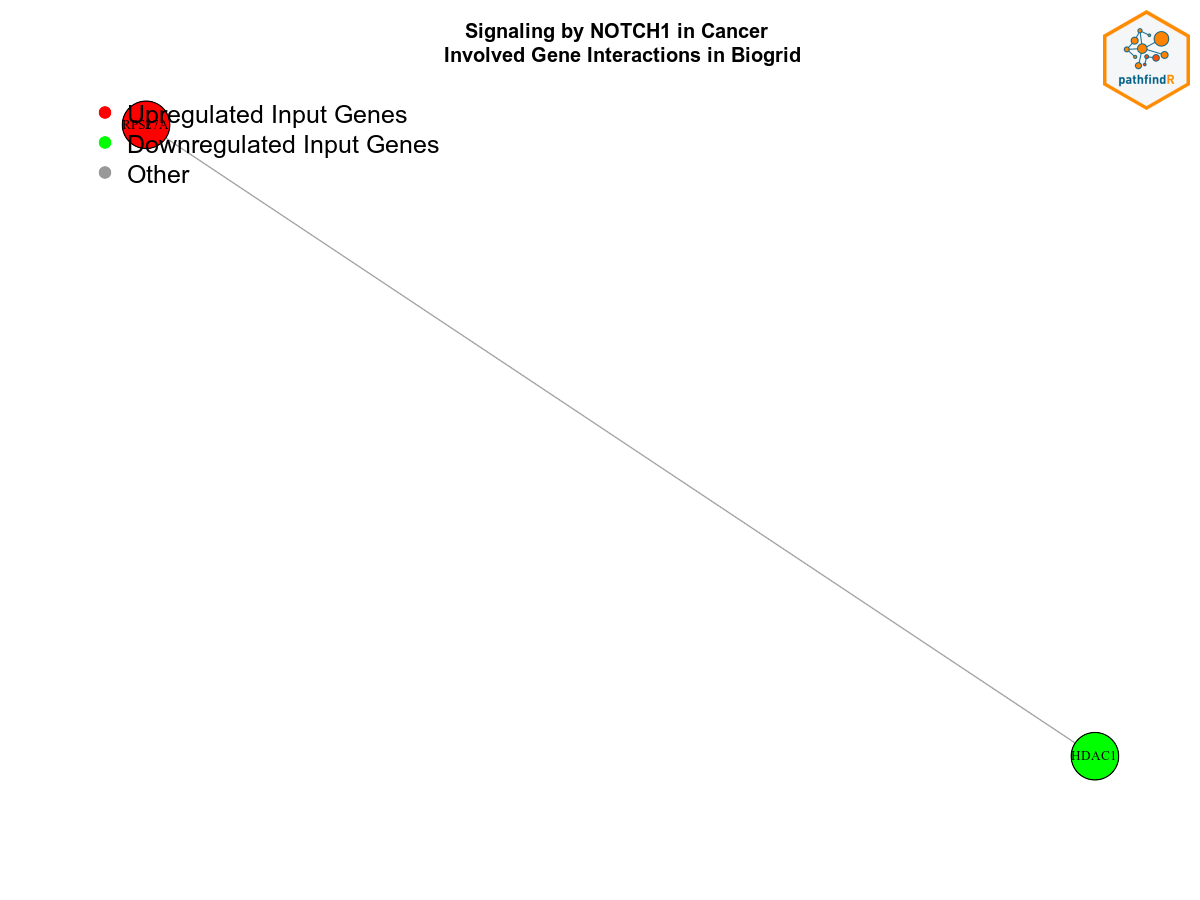 Signaling by NOTCH1 in Cancer
Involved Gene Interactions in Biogrid
pathfindR
Upregulated Input Genes
RPS27A
Downregulated Input Genes
Other
HDAC1